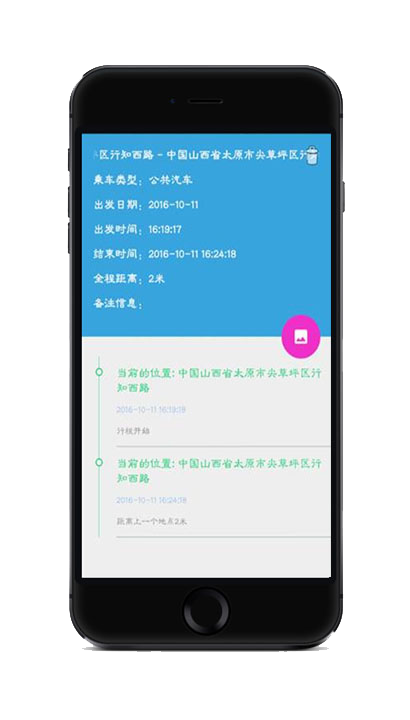 区行知西路 - 中国山西省太原市尖草坪区行
乘车类型：公共汽车
出发日期：2016-10-11
出发时间：16:19:17
结束时间：2016-10-11 16:24:18
全程距离：2米
备注信息：
当前的位置: 中国山西省太原市尖草坪区行
知西路
2016-10-11 16:19:19
行程开始
当前的位置: 中国山西省太原市尖草坪区行
知西路
2016-10-11 16:24:18
距离上一个地点2米